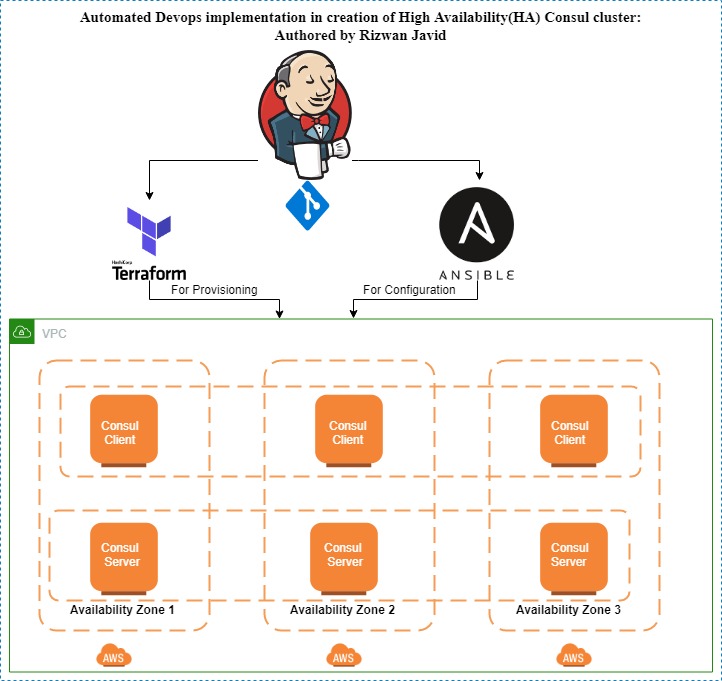 Automated Devops implementation in creation of High Availability(HA) Consul cluster:
Authored by Rizwan Javid
HashiCorp
Terraform
ANSIBLE
For Provisioning
For Configuration
VPC
Consul
Client
Consul
Client
Consul
Client
Consul
Server
Consul
Server
Consul
Server
Availability Zone 1
Availability Zone 2
Availability Zone 3
AWS
AWS
AWS